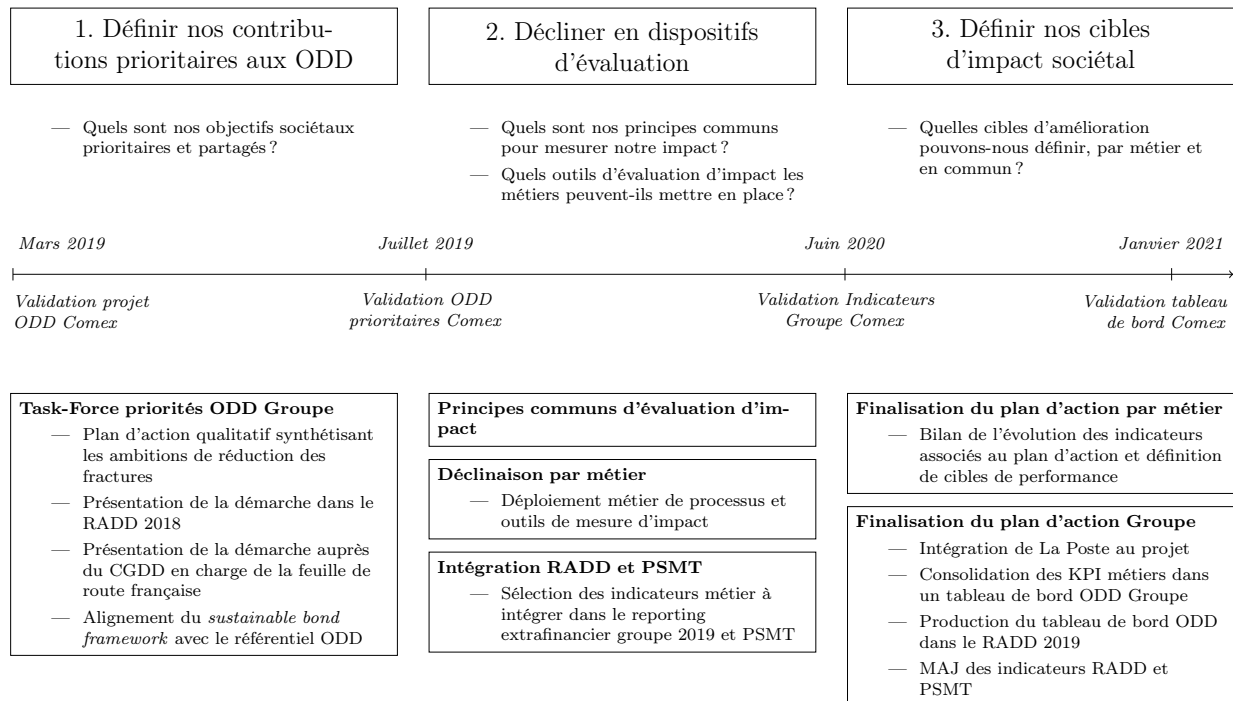 1. Définir nos contribu-
tions prioritaires aux ODD
— Quels sont nos objectifs sociétaux
prioritaires et partagés ?
2. Décliner en dispositifs
d'évaluation
— Quels sont nos principes communs
pour mesurer notre impact ?
— Quels outils d'évaluation d'impact les
métiers peuvent-ils mettre en place ?
3. Définir nos cibles
d'impact sociétal
— Quelles cibles d'amélioration
pouvons-nous définir, par métier et
en commun ?
Mars 2019
Validation projet
ODD Comex
Juillet 2019
Validation ODD
prioritaires Comex
Juin 2020
Validation Indicateurs
Groupe Comex
Janvier 2021
Validation tableau
de bord Comex
Task-Force priorités ODD Groupe
— Plan d'action qualitatif synthétisant
les ambitions de réduction des
fractures
— Présentation de la démarche dans le
RADD 2018
— Présentation de la démarche auprès
du CGDD en charge de la feuille de
route française
— Alignement du sustainable bond
framework avec le référentiel ODD
Principes communs d'évaluation d'im-
pact
Déclinaison par métier
— Déploiement métier de processus et
outils de mesure d'impact
Intégration RADD et PSMT
— Sélection des indicateurs métier à
intégrer dans le reporting
extrafinancier groupe 2019 et PSMT
Finalisation du plan d'action par métier
— Bilan de l'évolution des indicateurs
associés au plan d'action et définition
de cibles de performance
Finalisation du plan d'action Groupe
— Intégration de La Poste au projet
— Consolidation des KPI métiers dans
un tableau de bord ODD Groupe
— Production du tableau de bord ODD
dans le RADD 2019
— MAJ des indicateurs RADD et
PSMT